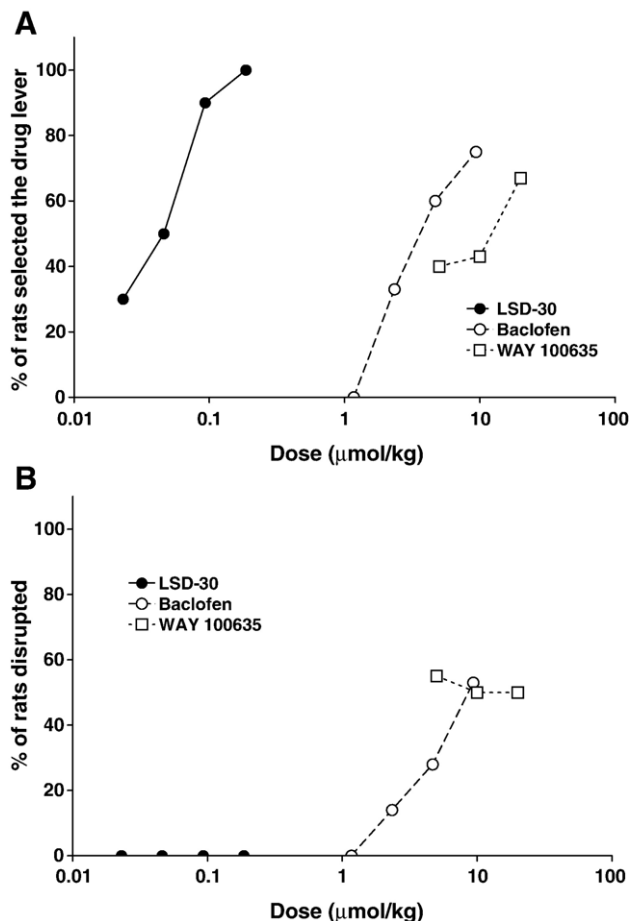 A
% of rats selected the drug lever
100
80
60
40
20
0
LSD-30
Baclofen
WAY 100635
0.01 0.1 1 10 100
Dose (μmol/kg)
B
% of rats disrupted
100
80
60
40
20
0
LSD-30
Baclofen
WAY 100635
0.01 0.1 1 10 100
Dose (μmol/kg)